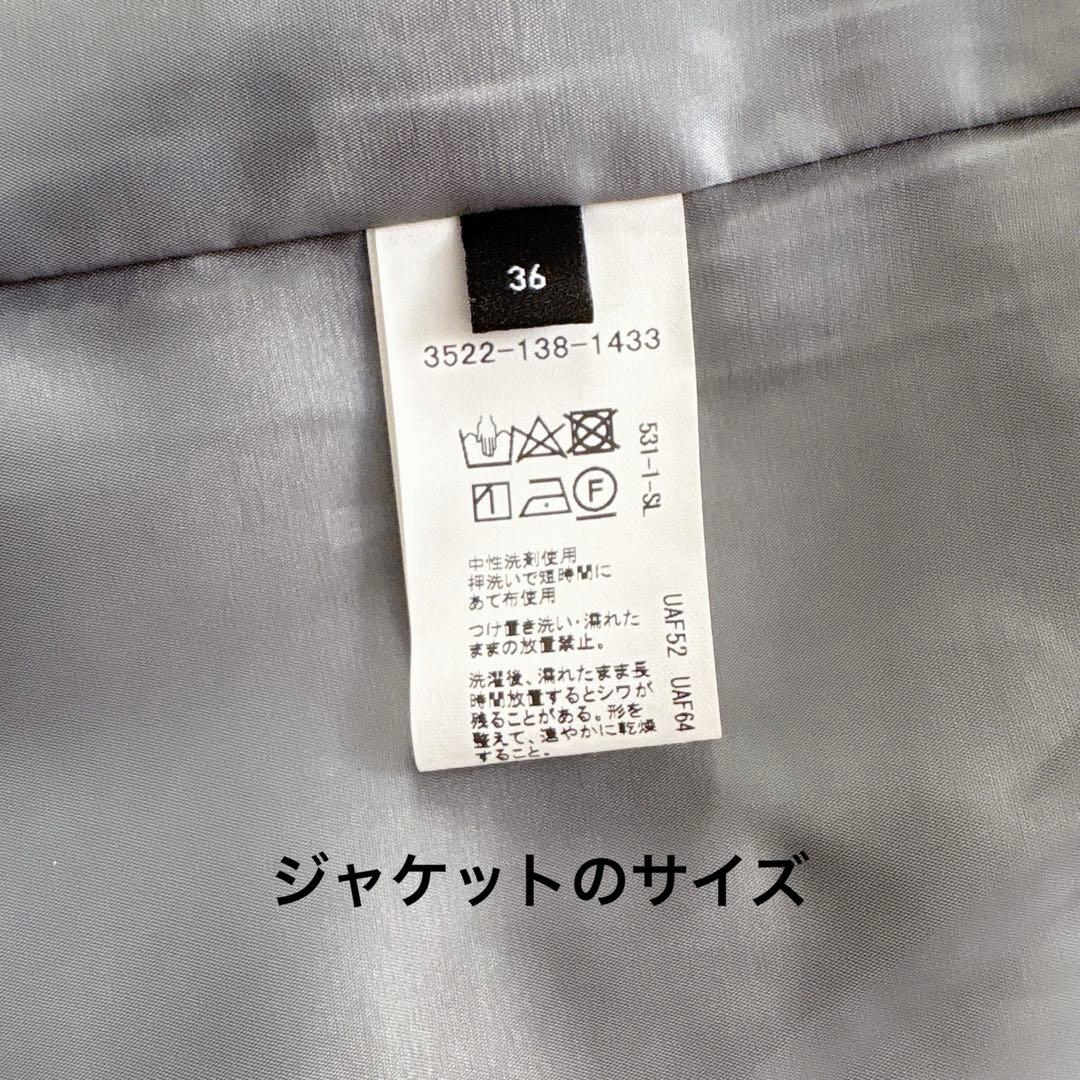 36
3522-138-1433
531-1-SL
F
中性洗剤使用
押洗いで短時間に
あて布使用
つけ置き洗い・濡れた
ままの放置禁止。
洗濯後、濡れたまま長
時間放置するとシワが
残ることがある。形を
整えて、速やかに乾燥
すること。
UAF52 UAF64
ジャケットのサイズ